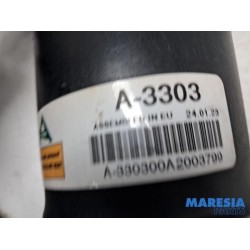 A-3303
ASSEMBLED IN EU 24.01.23
A-330300A2003799
MARESIA